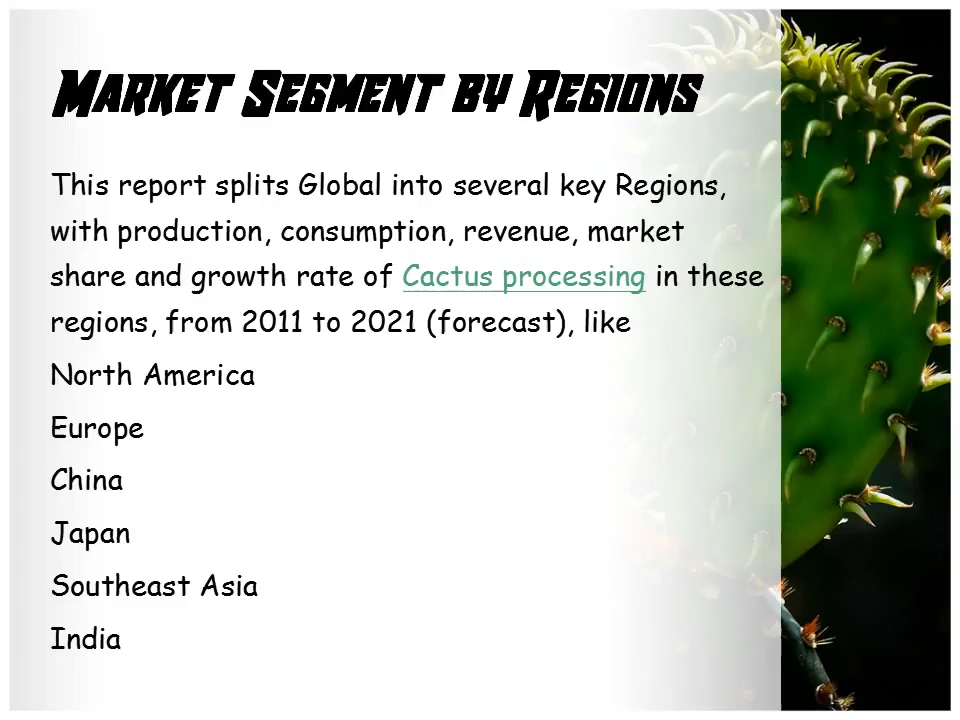 Market Segment by Regions
This report splits Global into several key Regions,
with production, consumption, revenue, market
share and growth rate of Cactus processing in these
regions, from 2011 to 2021 (forecast), like
North America
Europe
China
Japan
Southeast Asia
India